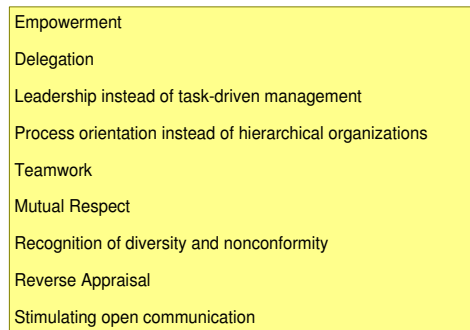 Empowerment
Delegation
Leadership instead of task-driven management
Process orientation instead of hierarchical organizations
Teamwork
Mutual Respect
Recognition of diversity and nonconformity
Reverse Appraisal
Stimulating open communication